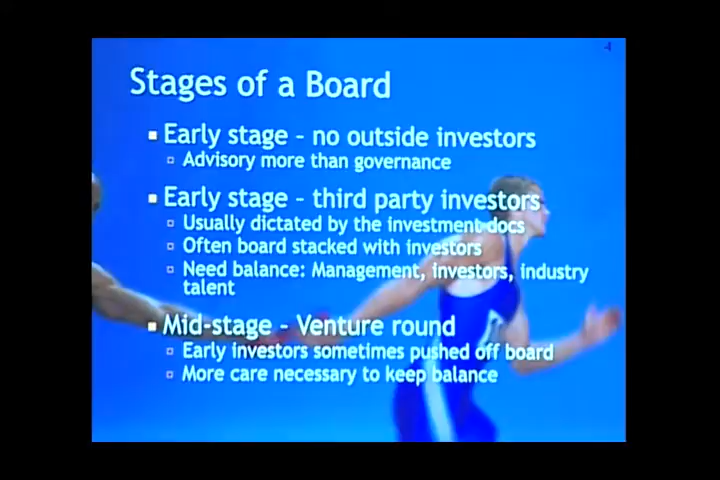 4
Stages of a Board
▪ Early stage – no outside investors
▫ Advisory more than governance
▪ Early stage – third party investors
▫ Usually dictated by the investment docs
▫ Often board stacked with investors
▫ Need balance: Management, investors, industry
talent
▪ Mid-stage – Venture round
▫ Early investors sometimes pushed off board
▫ More care necessary to keep balance